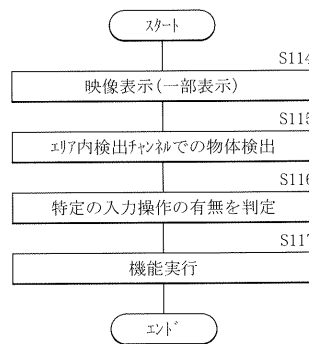 スタート
S114
映像表示(一部表示)
S115
エリア内検出チャンネルでの物体検出
S116
特定の入力操作の有無を判定
S117
機能実行
エンド